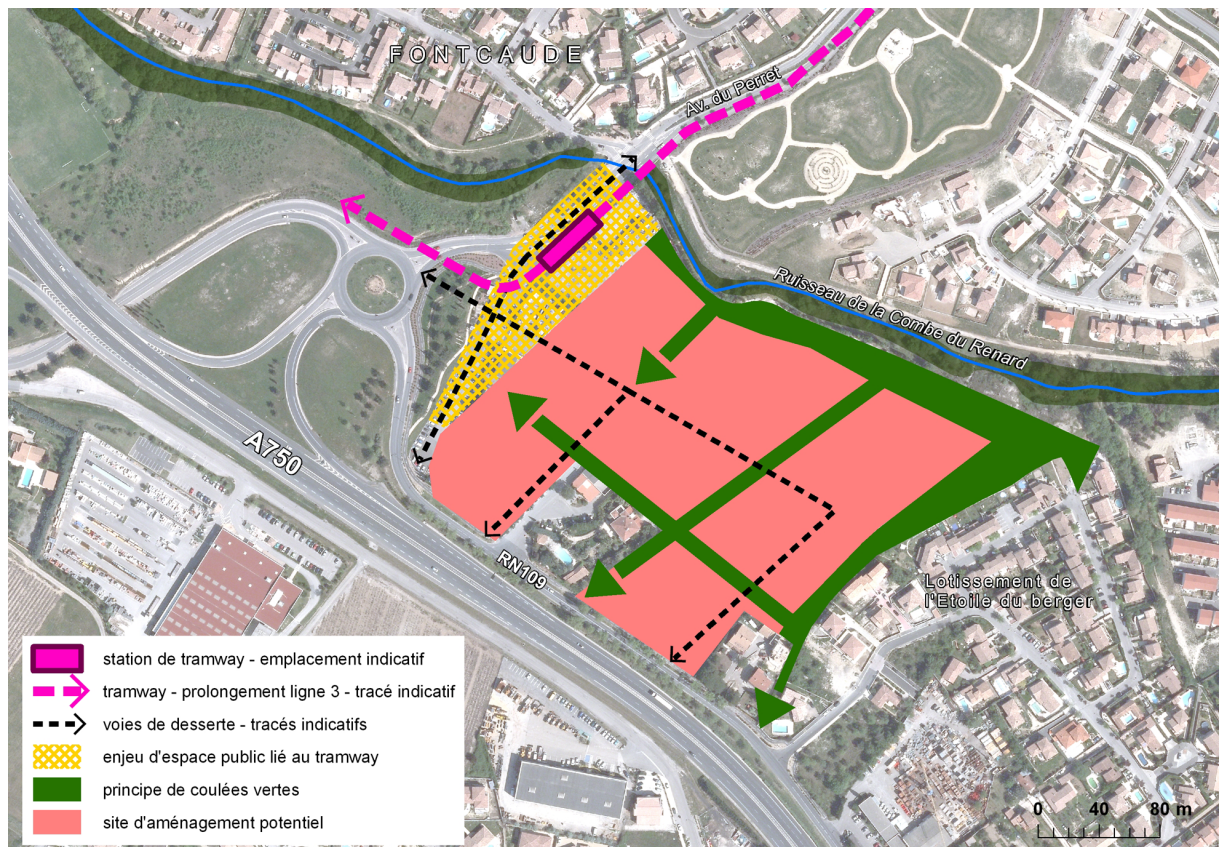 FONTCAUDE
Av. du Perret
Ruisseau de la Combe du Renard
A750
RN109
Lotissement de
l'Etoile du berger
station de tramway - emplacement indicatif
tramway - prolongement ligne 3 - tracé indicatif
voies de desserte - tracés indicatifs
enjeu d'espace public lié au tramway
principe de coulées vertes
site d'aménagement potentiel
0 40 80 m